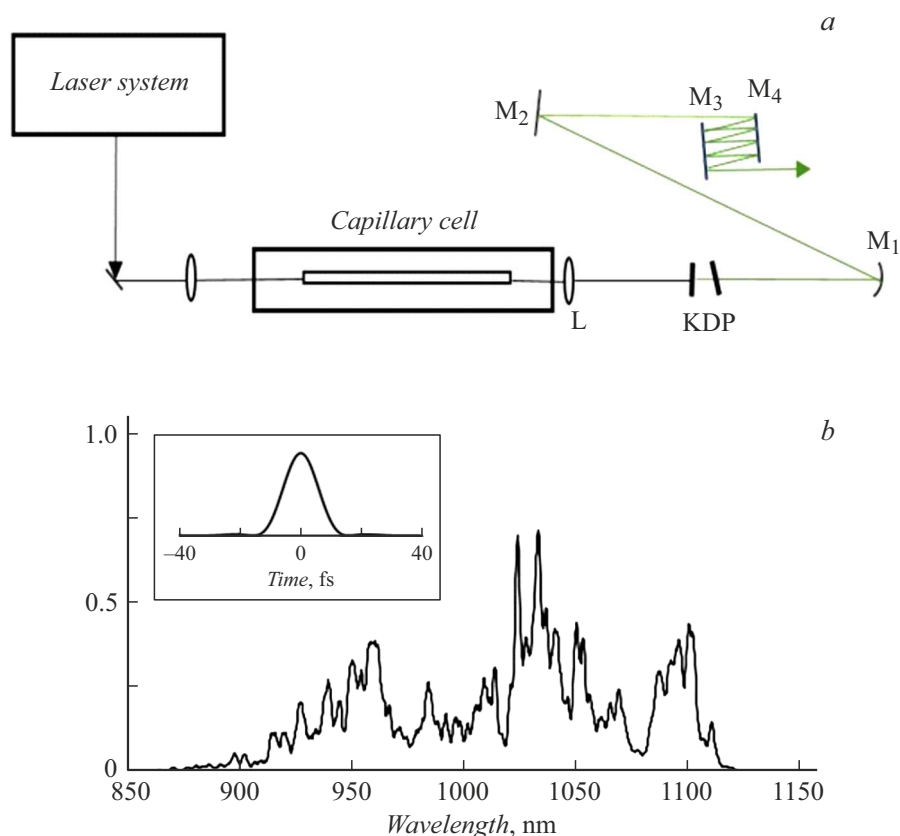 a
Laser system
M2
M3
M4
Capillary cell
M1
L
KDP
b
1.0
0.5
0
–40
0
40
Time, fs
850
900
950
1000
1050
1100
1150
Wavelength, nm